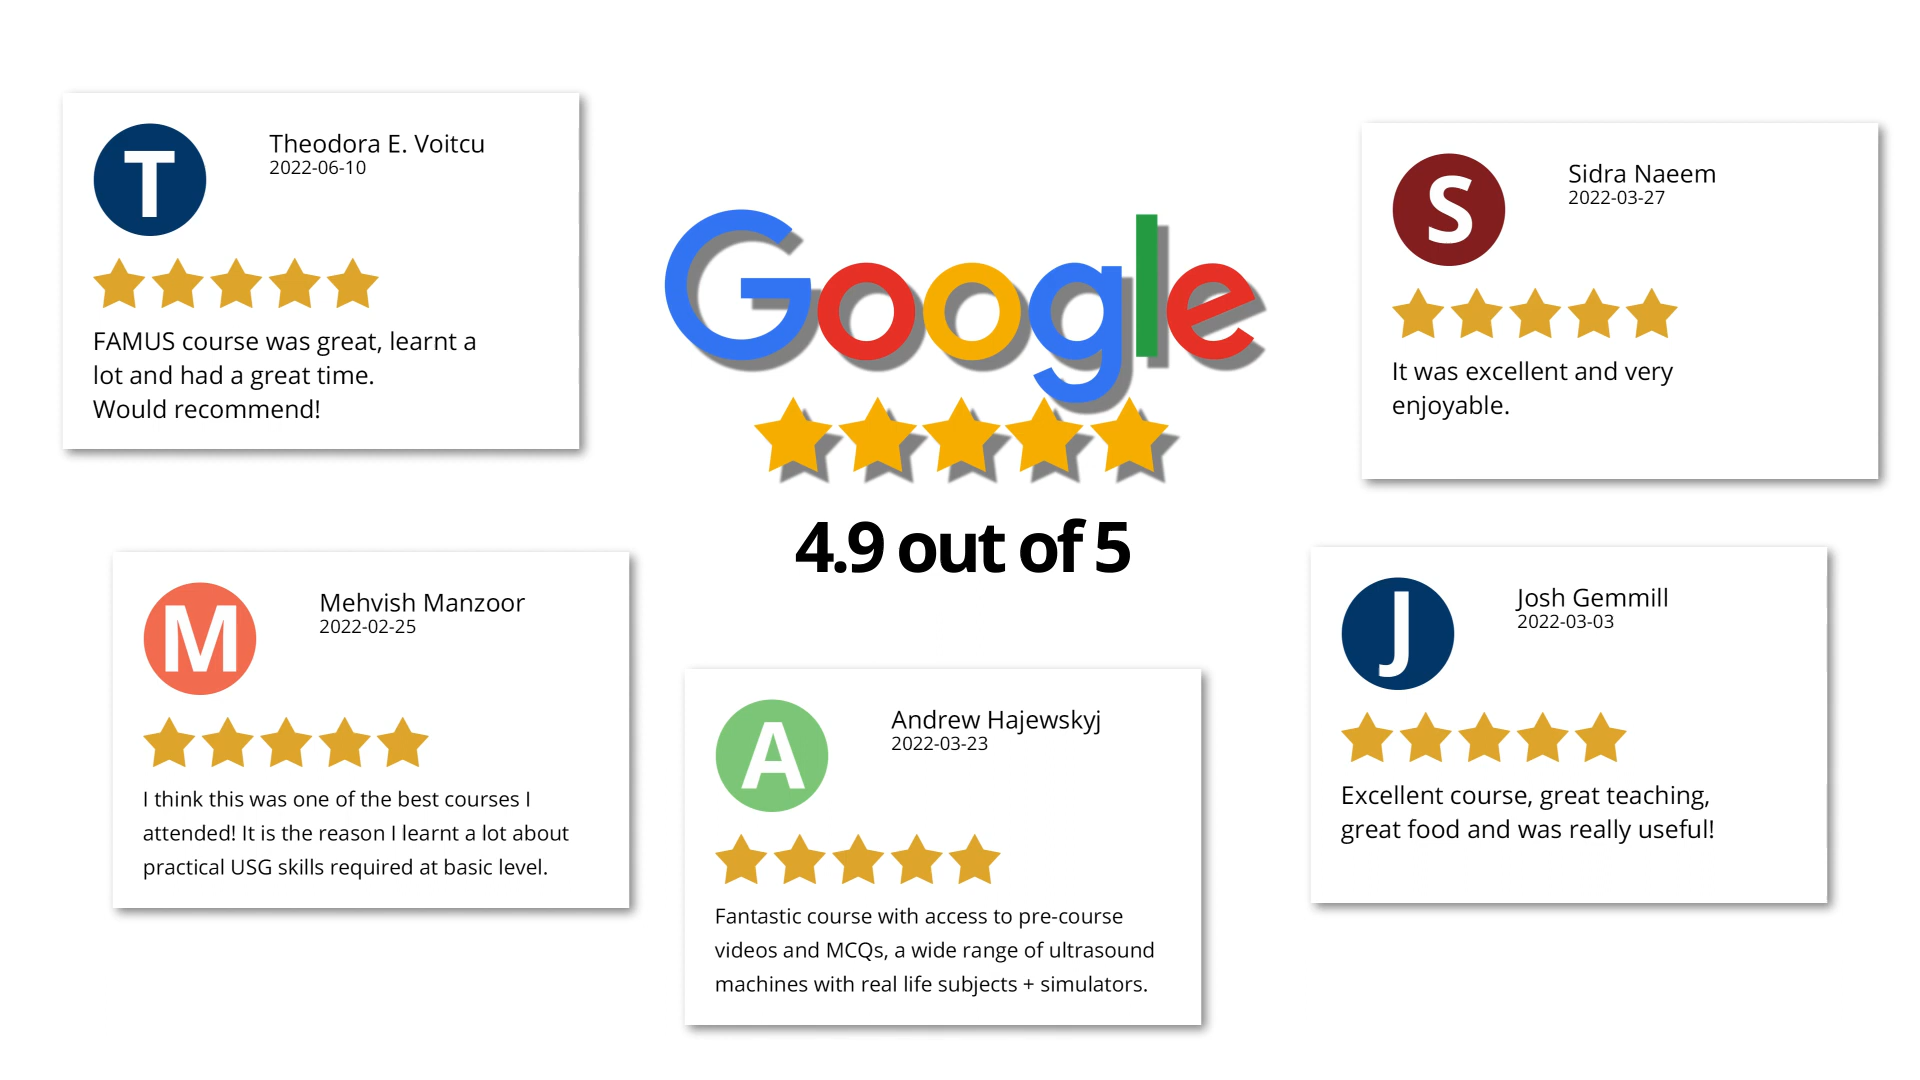 T
Theodora E. Voitcu
2022-06-10
FAMUS course was great, learnt a
lot and had a great time.
Would recommend!
Google
4.9 out of 5
S
Sidra Naeem
2022-03-27
It was excellent and very
enjoyable.
M
Mehvish Manzoor
2022-02-25
I think this was one of the best courses I
attended! It is the reason I learnt a lot about
practical USG skills required at basic level.
A
Andrew Hajewskyj
2022-03-23
Fantastic course with access to pre-course
videos and MCQs, a wide range of ultrasound
machines with real life subjects + simulators.
J
Josh Gemmill
2022-03-03
Excellent course, great teaching,
great food and was really useful!